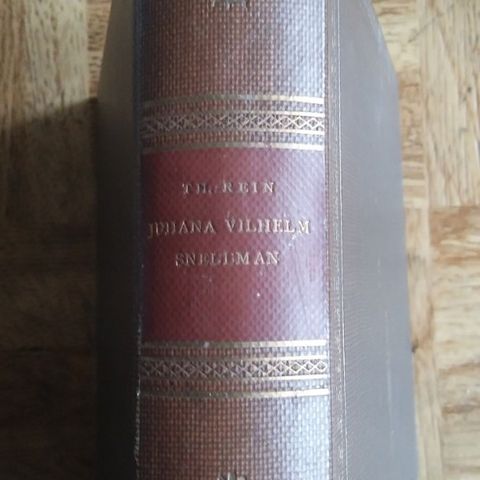 TH. REIN
JUHANA VILHELM
SNELLMAN